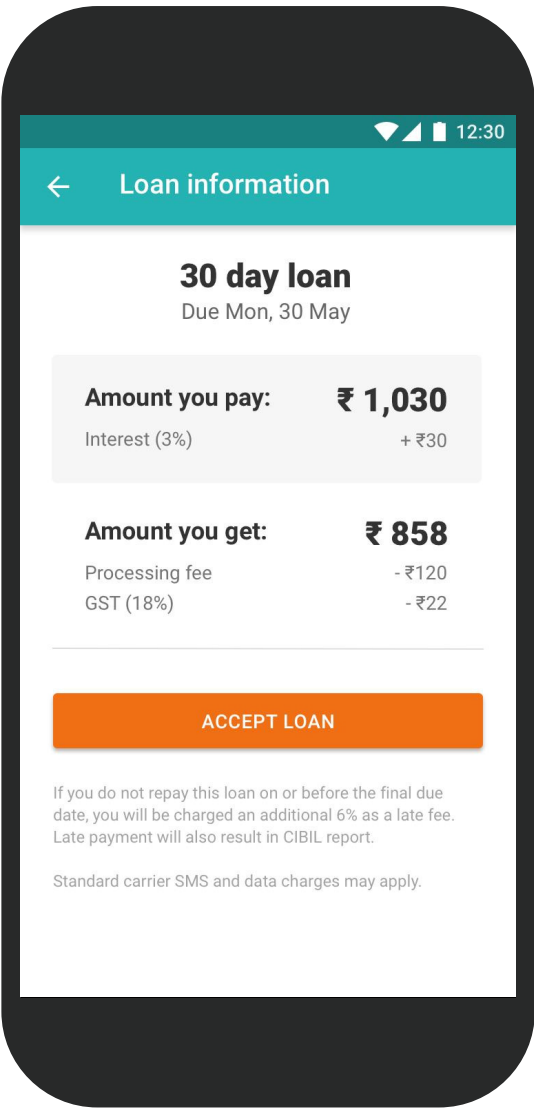 12:30
Loan information
30 day loan
Due Mon, 30 May
Amount you pay: ₹ 1,030
Interest (3%) + ₹30
Amount you get: ₹ 858
Processing fee - ₹120
GST (18%) - ₹22
ACCEPT LOAN
If you do not repay this loan on or before the final due
date, you will be charged an additional 6% as a late fee.
Late payment will also result in CIBIL report.
Standard carrier SMS and data charges may apply.